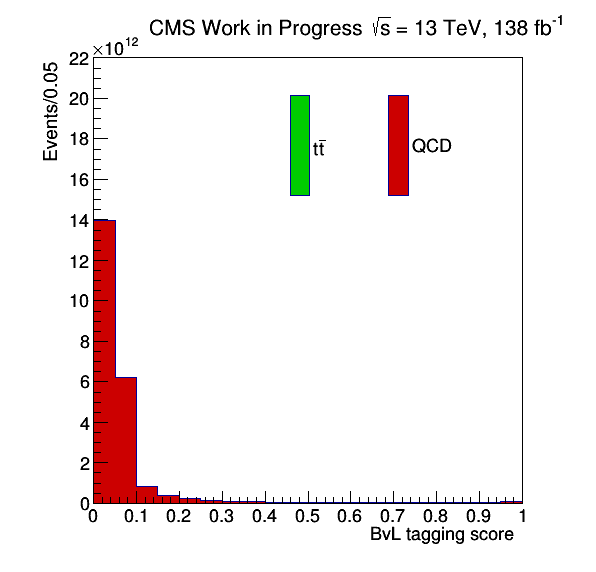 CMS Work in Progress √s = 13 TeV, 138 fb⁻¹
×10¹²
Events/0.05
22
20
18
16
14
12
10
8
6
4
2
0
tt̅
QCD
0 0.1 0.2 0.3 0.4 0.5 0.6 0.7 0.8 0.9 1
BvL tagging score